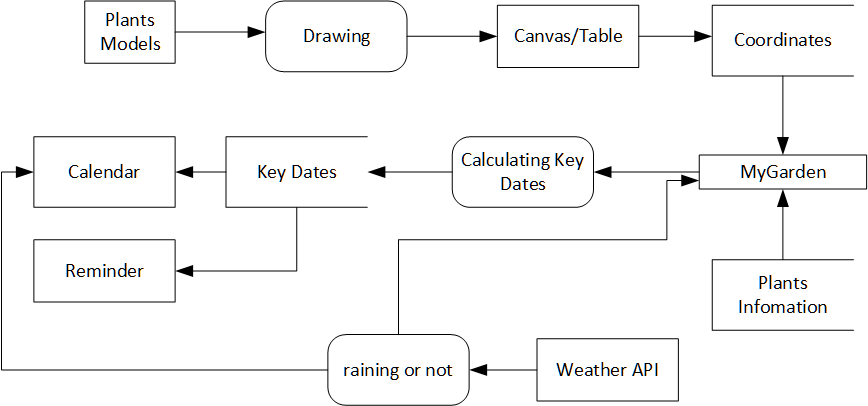 Plants
Models
Drawing
Canvas/Table
Coordinates
Calendar
Key Dates
Calculating Key
Dates
MyGarden
Reminder
Plants
Infomation
raining or not
Weather API